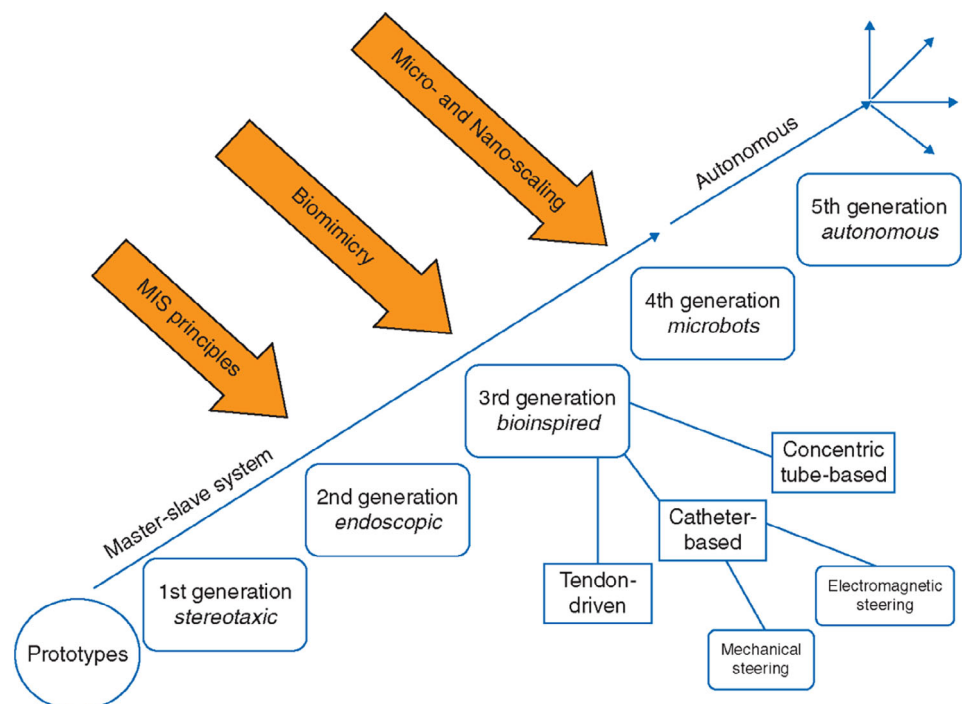 Micro- and Nano-scaling
Biomimicry
MIS principles
Autonomous
Master-slave system
5th generation
autonomous
4th generation
microbots
3rd generation
bioinspired
Concentric
tube-based
2nd generation
endoscopic
Catheter-
based
Tendon-
driven
Electromagnetic
steering
Mechanical
steering
1st generation
stereotaxic
Prototypes